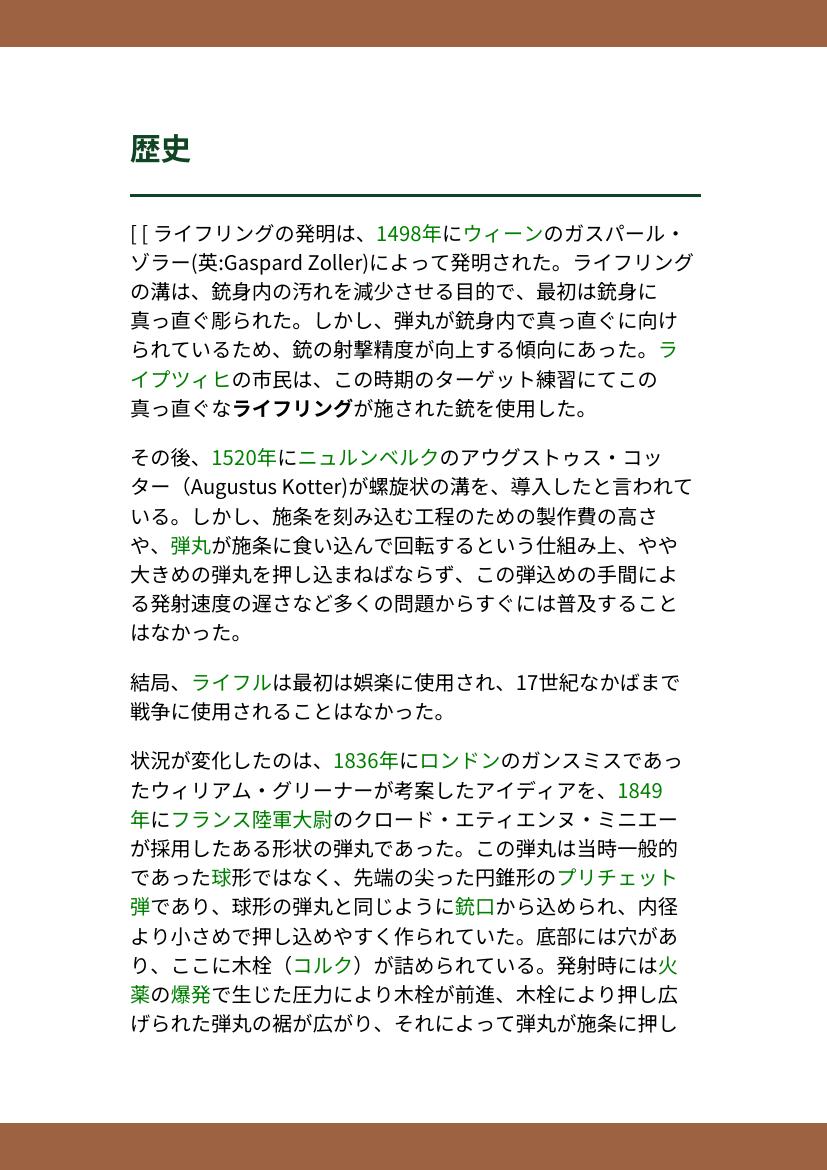 歴史
[ [ ライフリングの発明は、1498年にウィーンのガスパール・
ゾラー(英:Gaspard Zoller)によって発明された。ライフリング
の溝は、銃身内の汚れを減少させる目的で、最初は銃身に
真っ直ぐ彫られた。しかし、弾丸が銃身内で真っ直ぐに向け
られているため、銃の射撃精度が向上する傾向にあった。ラ
イプツィヒの市民は、この時期のターゲット練習にてこの
真っ直ぐなライフリングが施された銃を使用した。
その後、1520年にニュルンベルクのアウグストゥス・コッ
ター（Augustus Kotter)が螺旋状の溝を、導入したと言われて
いる。しかし、施条を刻み込む工程のための製作費の高さ
や、弾丸が施条に食い込んで回転するという仕組み上、やや
大きめの弾丸を押し込まねばならず、この弾込めの手間によ
る発射速度の遅さなど多くの問題からすぐには普及すること
はなかった。
結局、ライフルは最初は娯楽に使用され、17世紀なかばまで
戦争に使用されることはなかった。
状況が変化したのは、1836年にロンドンのガンスミスであっ
たウィリアム・グリーナーが考案したアイディアを、1849
年にフランス陸軍大尉のクロード・エティエンヌ・ミニエー
が採用したある形状の弾丸であった。この弾丸は当時一般的
であった球形ではなく、先端の尖った円錐形のプリチェット
弾であり、球形の弾丸と同じように銃口から込められ、内径
より小さめで押し込めやすく作られていた。底部には穴があ
り、ここに木栓（コルク）が詰められている。発射時には火
薬の爆発で生じた圧力により木栓が前進、木栓により押し広
げられた弾丸の裾が広がり、それによって弾丸が施条に押し